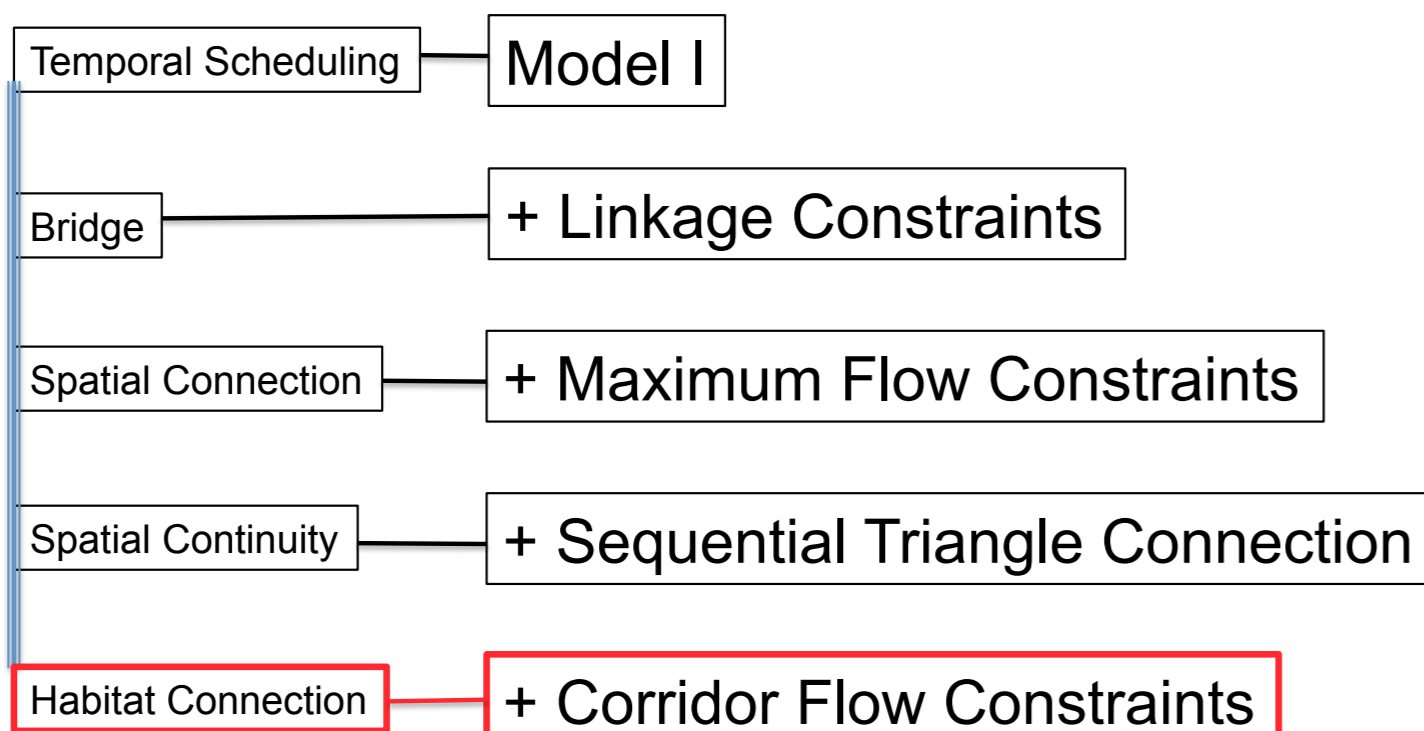 Temporal Scheduling
Model I
Bridge
+ Linkage Constraints
Spatial Connection
+ Maximum Flow Constraints
Spatial Continuity
+ Sequential Triangle Connection
Habitat Connection
+ Corridor Flow Constraints